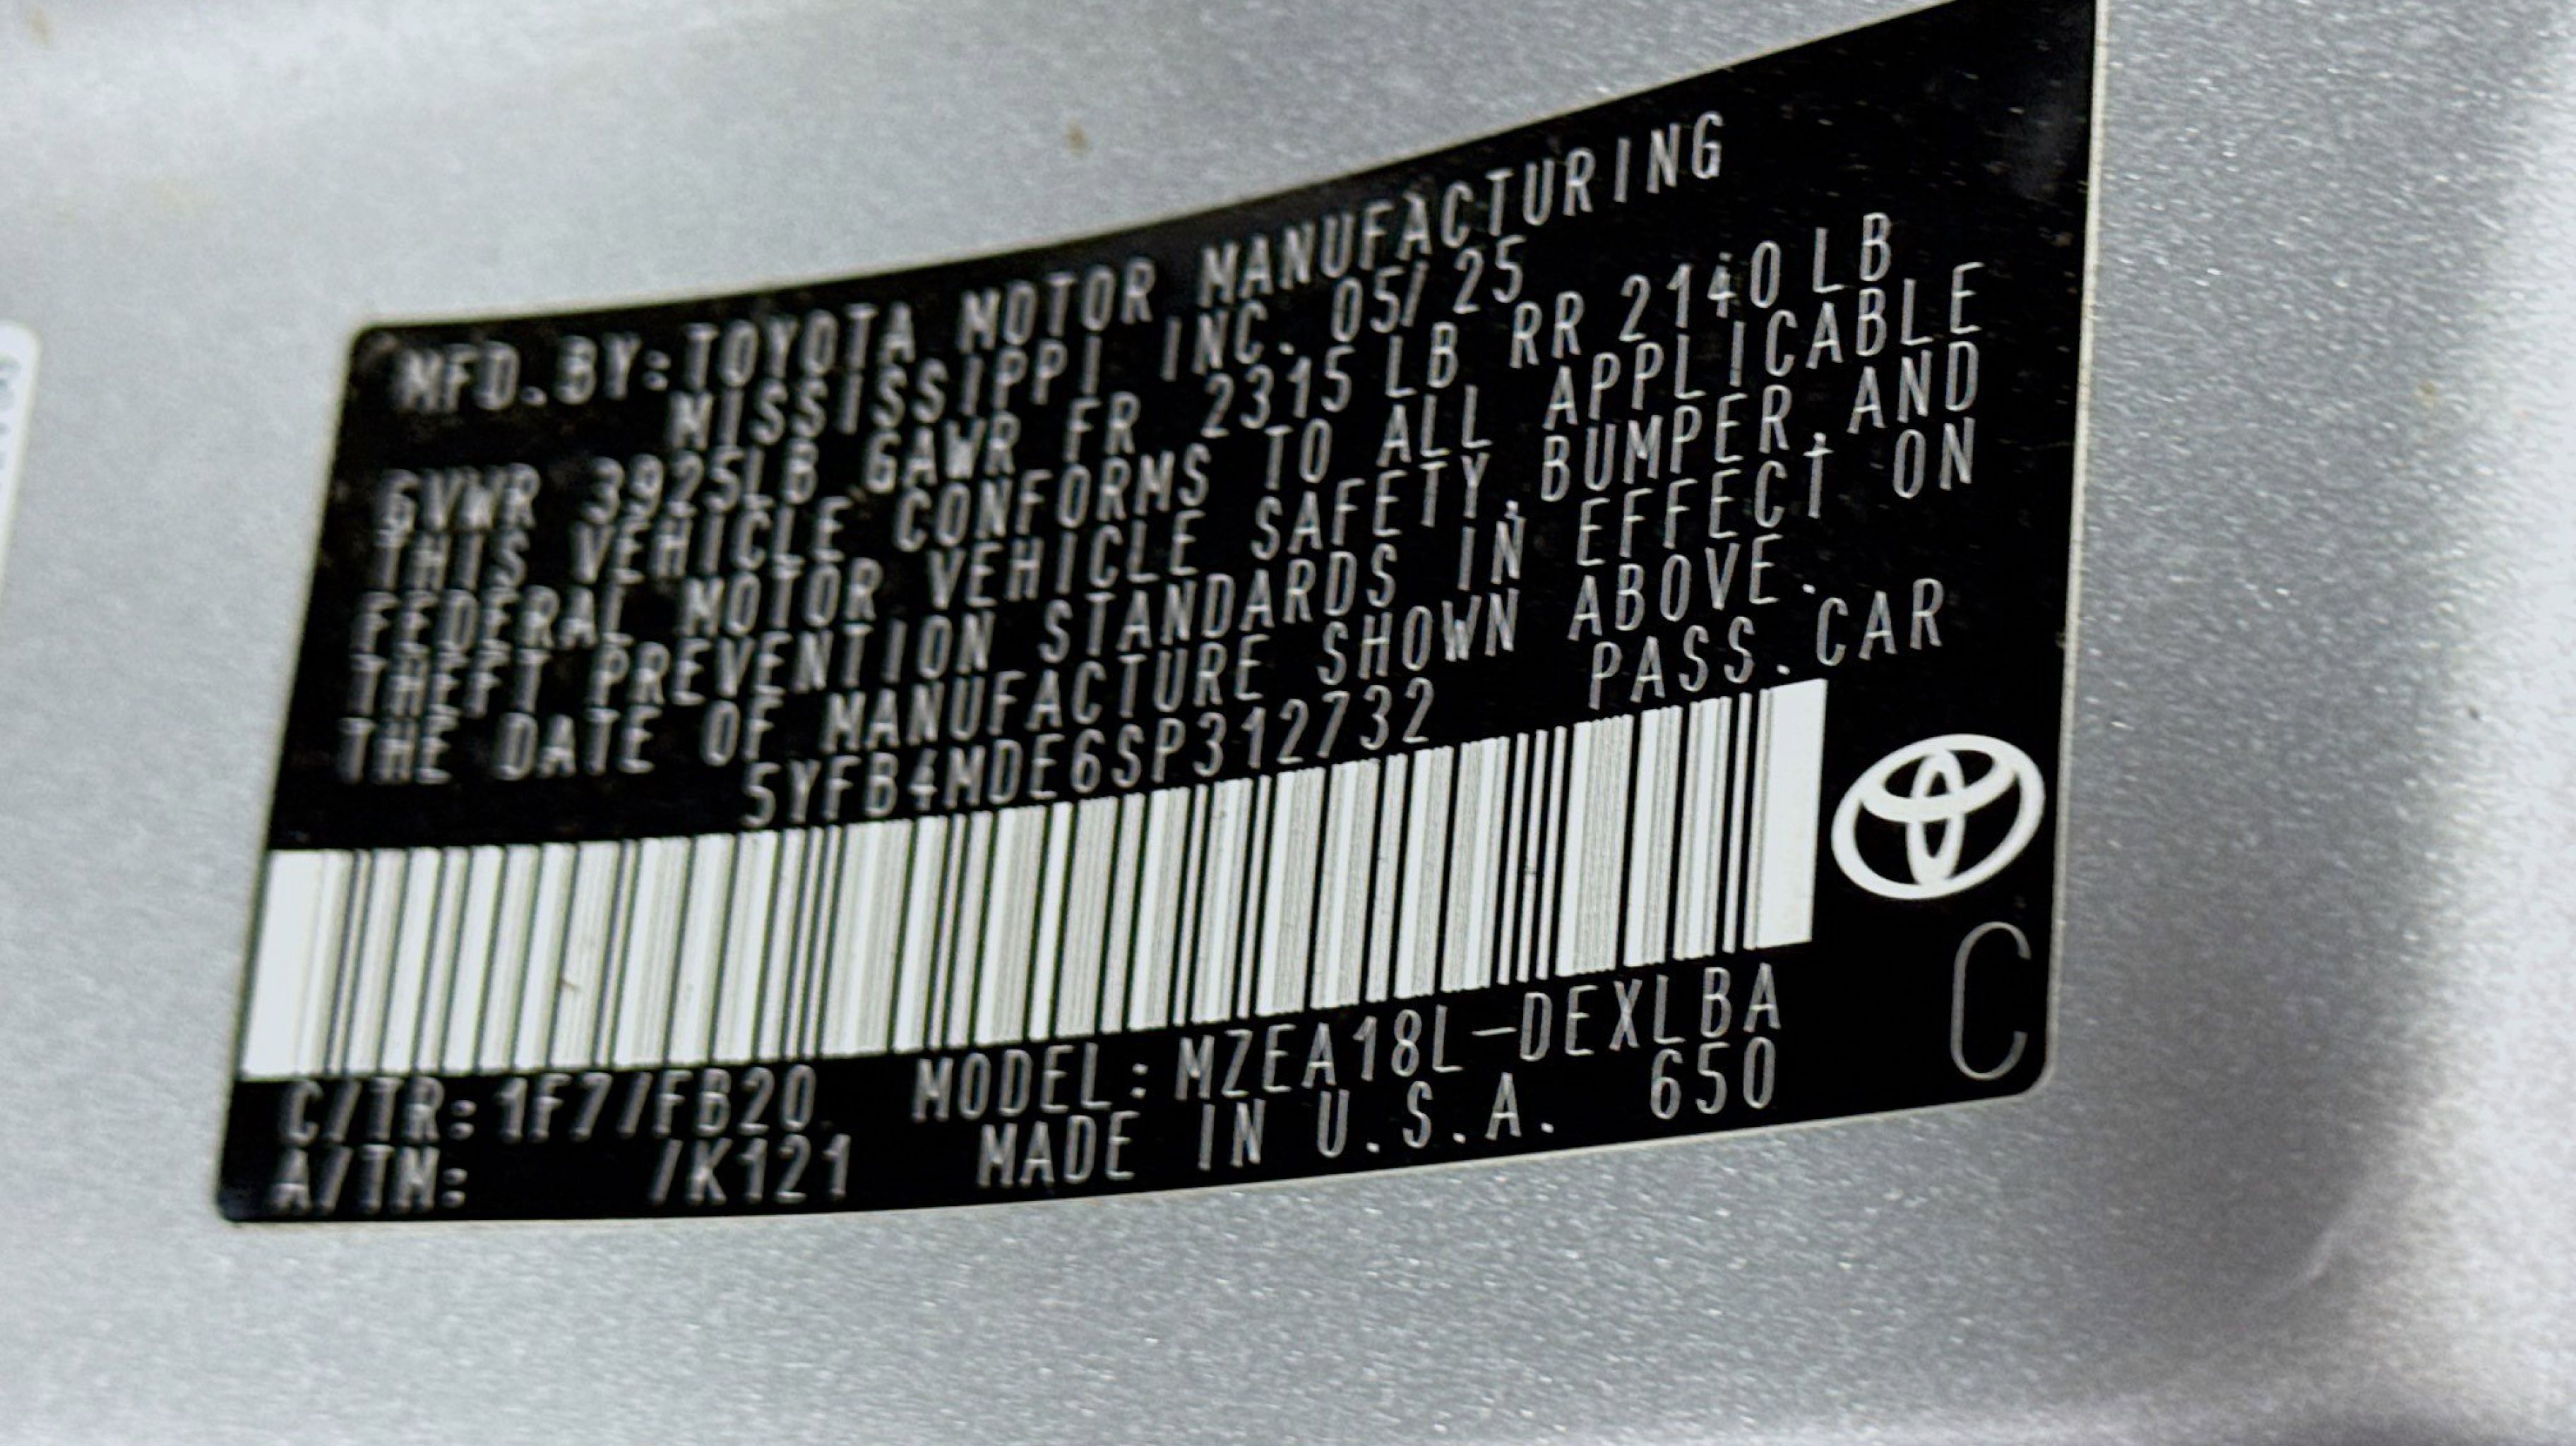 MFD.BY:TOYOTA MOTOR MANUFACTURING
MISSISSIPPI INC. 05/25
GVWR 3925LB GAWR FR 2315LB RR 2140LB
THIS VEHICLE CONFORMS TO ALL APPLICABLE
FEDERAL MOTOR VEHICLE SAFETY,BUMPER,AND
THEFT PREVENTION STANDARDS IN EFFECT ON
THE DATE OF MANUFACTURE SHOWN ABOVE.
5YFB4MDE6SP312732 PASS.CAR
C/TR:1F7/FB20 MODEL:MZEA18L-DEXLBA
A/TM: /K121 MADE IN U.S.A. 650
C